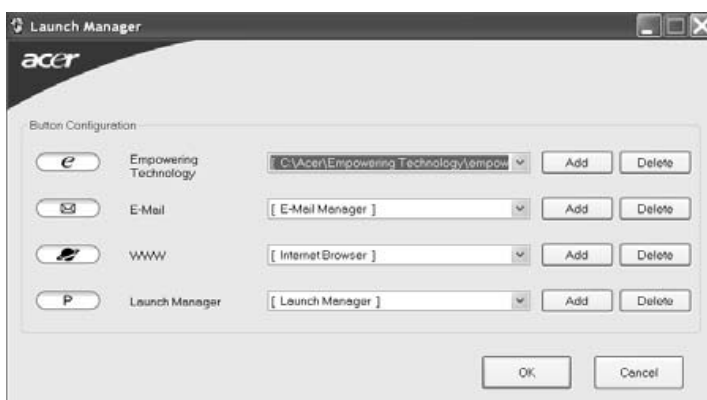 Launch Manager
acer
Button Configuration
e Empowering Technology [ C:\Acer\Empowering Technology\empow Add Delete
E-Mail [ E-Mail Manager ] Add Delete
WWW [ Internet Browser ] Add Delete
P Launch Manager [ Launch Manager ] Add Delete
OK Cancel